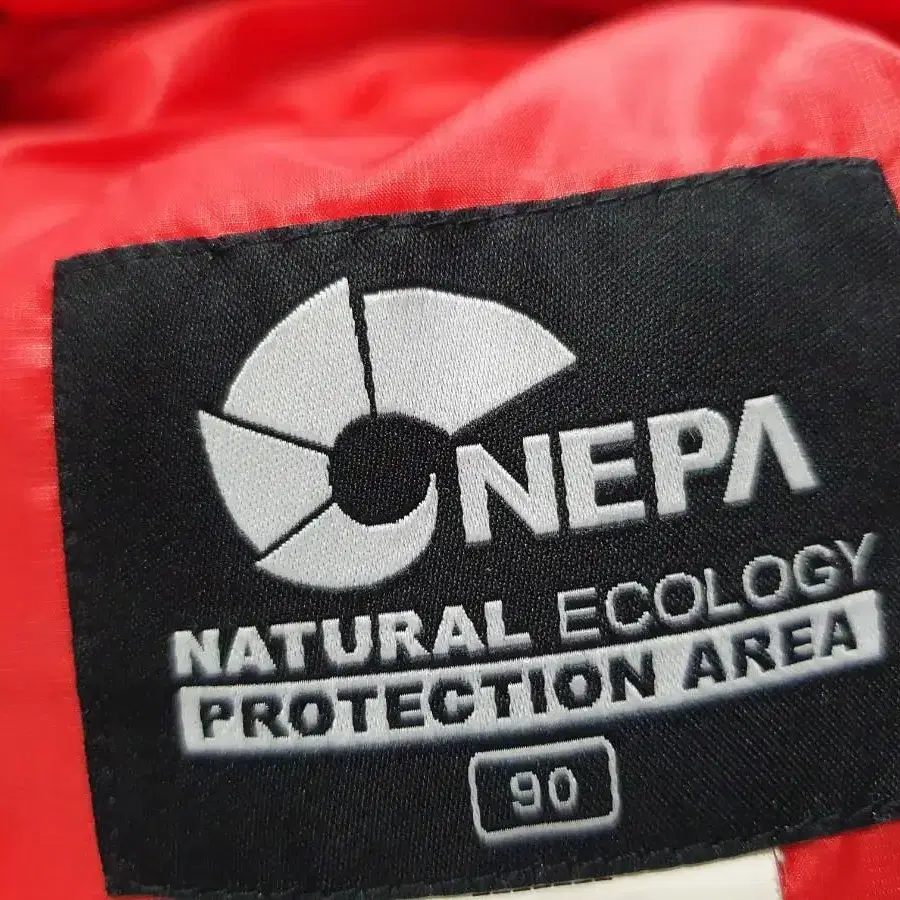 NEPA
NATURAL ECOLOGY
PROTECTION AREA
90